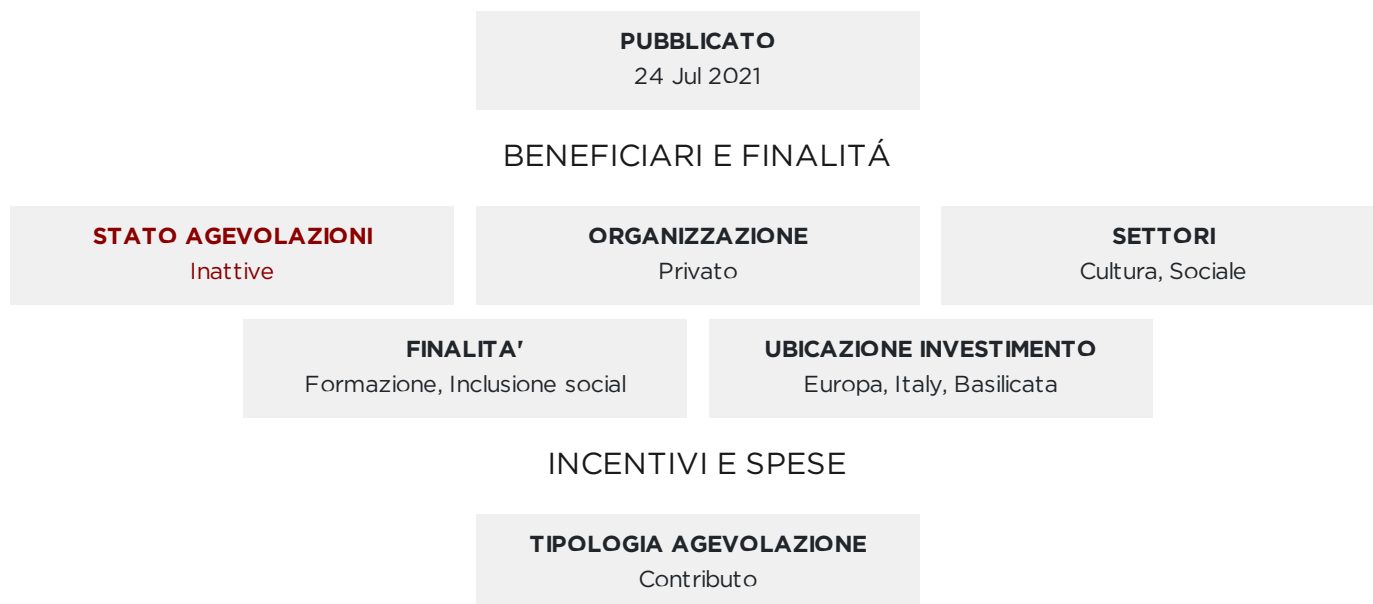 PUBBLICATO
24 Jul 2021
BENEFICIARI E FINALITÁ
STATO AGEVOLAZIONI
Inattive
ORGANIZZAZIONE
Privato
SETTORI
Cultura, Sociale
FINALITA'
Formazione, Inclusione social
UBICAZIONE INVESTIMENTO
Europa, Italy, Basilicata
INCENTIVI E SPESE
TIPOLOGIA AGEVOLAZIONE
Contributo